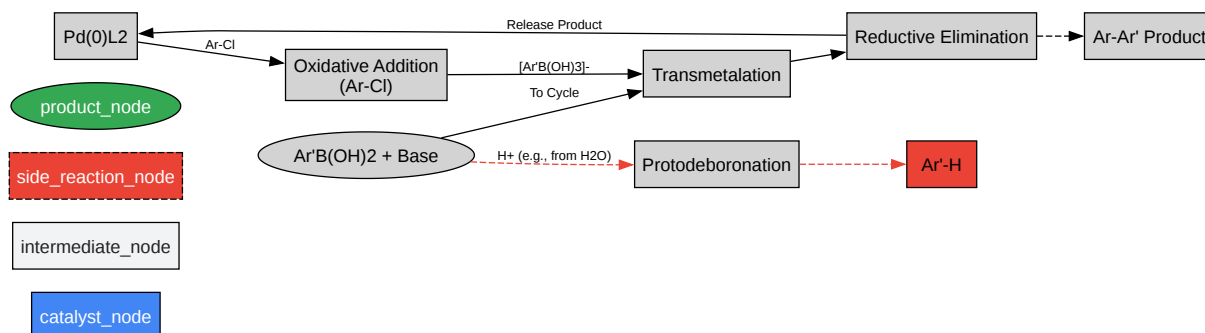 Pd(0)L2
Ar-Cl
Release Product
Oxidative Addition
(Ar-Cl)
[Ar'B(OH)3]-
To Cycle
Transmetalation
Reductive Elimination
Ar-Ar' Product
product_node
Ar'B(OH)2 + Base
H+ (e.g., from H2O)
Protodeboronation
Ar'-H
side_reaction_node
intermediate_node
catalyst_node